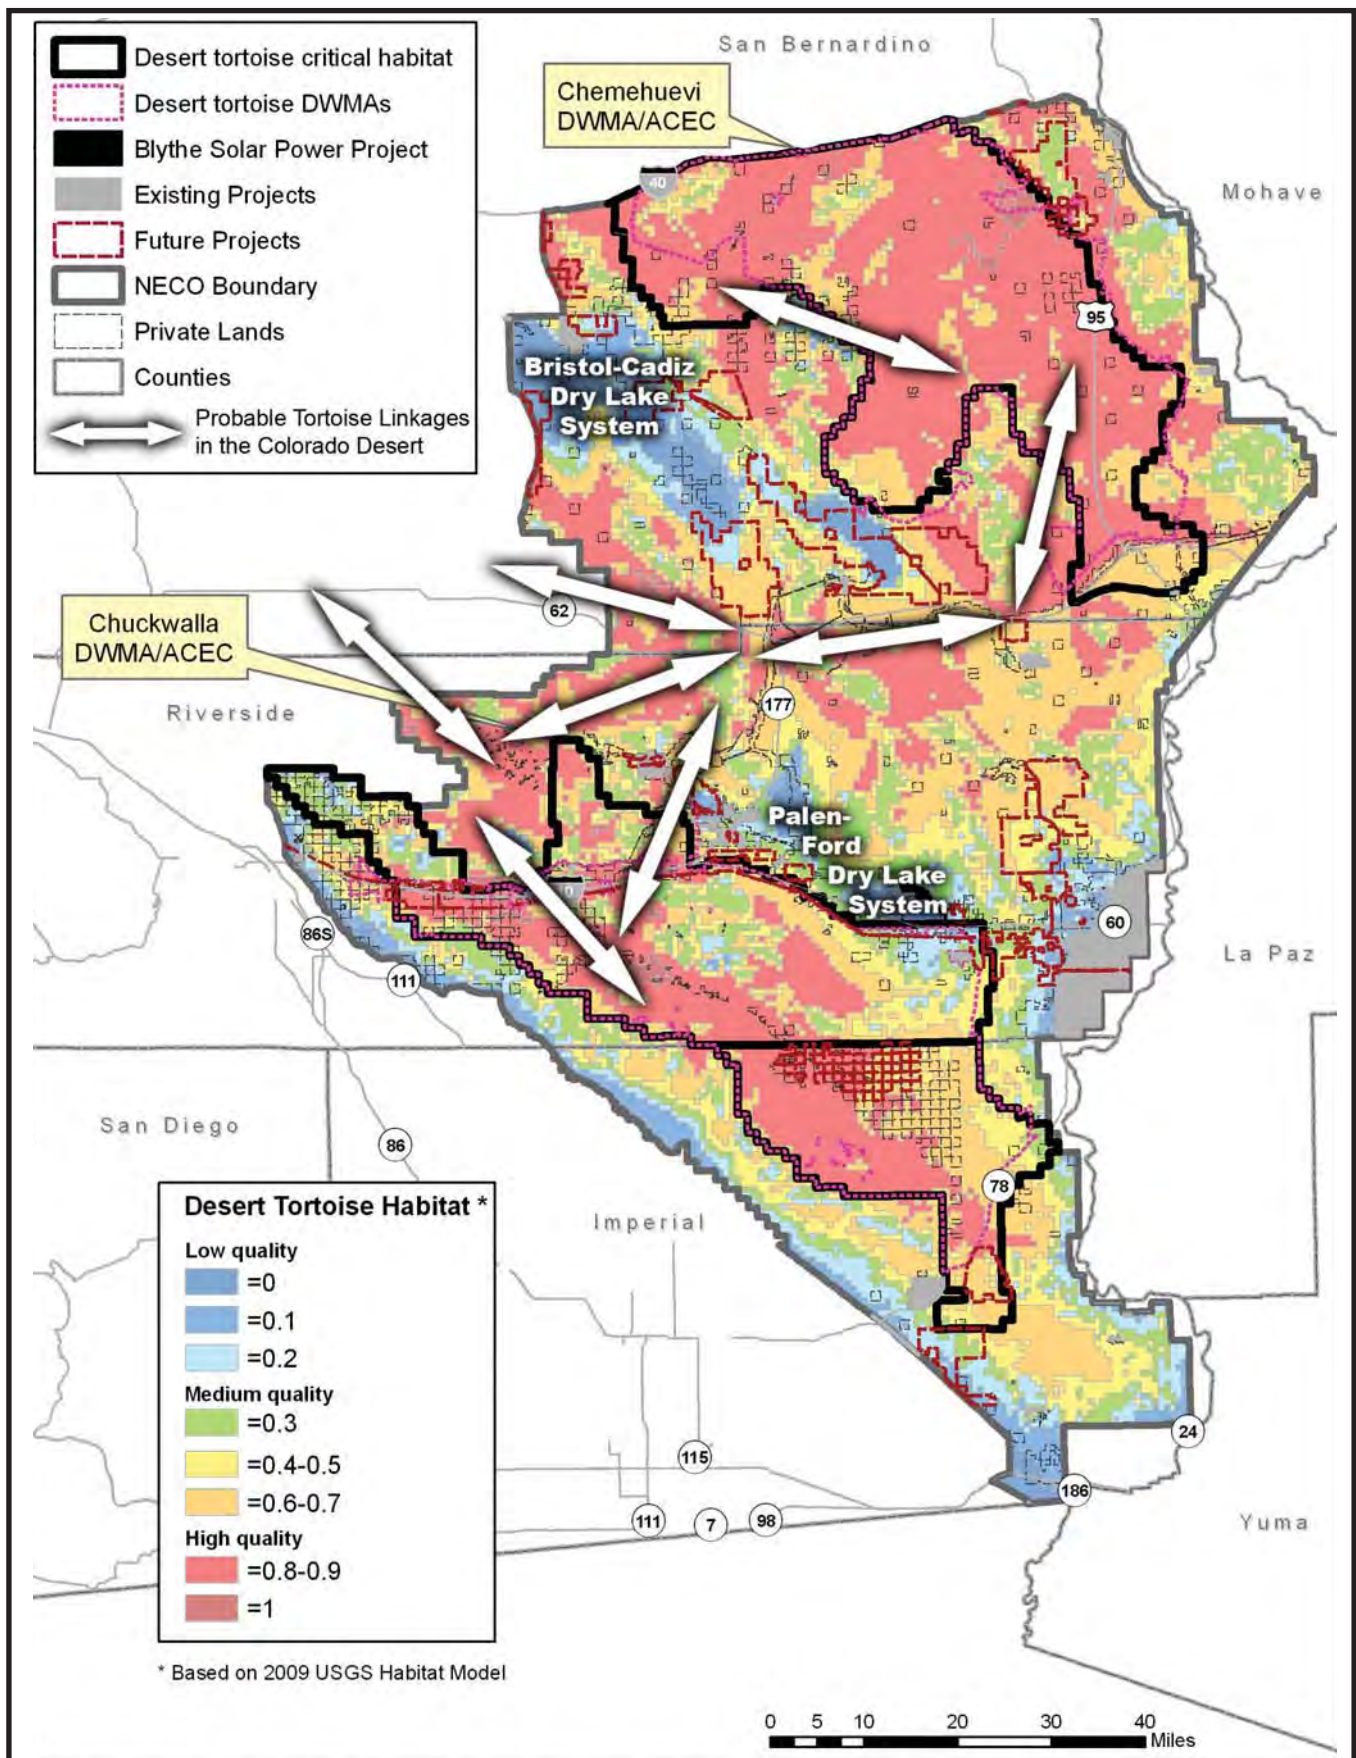 Desert tortoise critical habitat
Desert tortoise DWMAs
Blythe Solar Power Project
Existing Projects
Future Projects
NECO Boundary
Private Lands
Counties
Probable Tortoise Linkages
in the Colorado Desert
San Bernardino
Chemehuevi
DWMA/ACEC
40
Mohave
95
Bristol-Cadiz
Dry Lake
System
62
Chuckwalla
DWMA/ACEC
Riverside
177
Palen-
Ford
Dry Lake
System
60
86S
111
La Paz
San Diego
86
78
Imperial
Desert Tortoise Habitat *
Low quality
=0
=0.1
=0.2
Medium quality
=0.3
=0.4-0.5
=0.6-0.7
High quality
=0.8-0.9
=1
24
115
186
111
7
98
Yuma
* Based on 2009 USGS Habitat Model
0 5 10 20 30 40
Miles